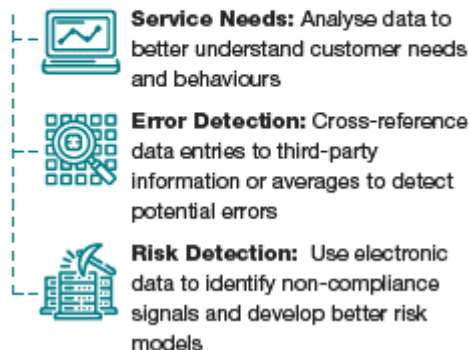 Service Needs: Analyse data to
better understand customer needs
and behaviours
Error Detection: Cross-reference
data entries to third-party
information or averages to detect
potential errors
Risk Detection: Use electronic
data to identify non-compliance
signals and develop better risk
models